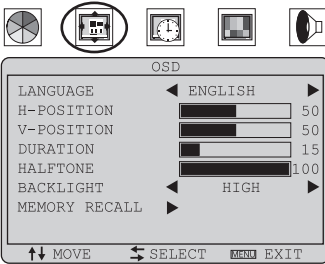 OSD
LANGUAGE ENGLISH
H-POSITION 50
V-POSITION 50
DURATION 15
HALFTONE 100
BACKLIGHT HIGH
MEMORY RECALL
MOVE SELECT MENU EXIT